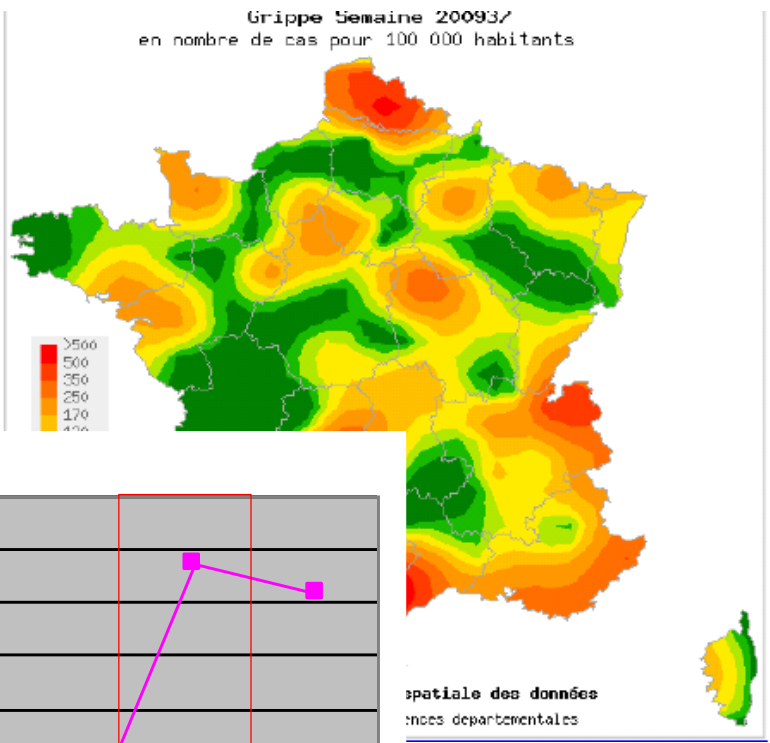 Grippe Semaine 200937
en nombre de cas pour 100 000 habitants
>500
500
350
250
170
spatiale des données
ences departementales